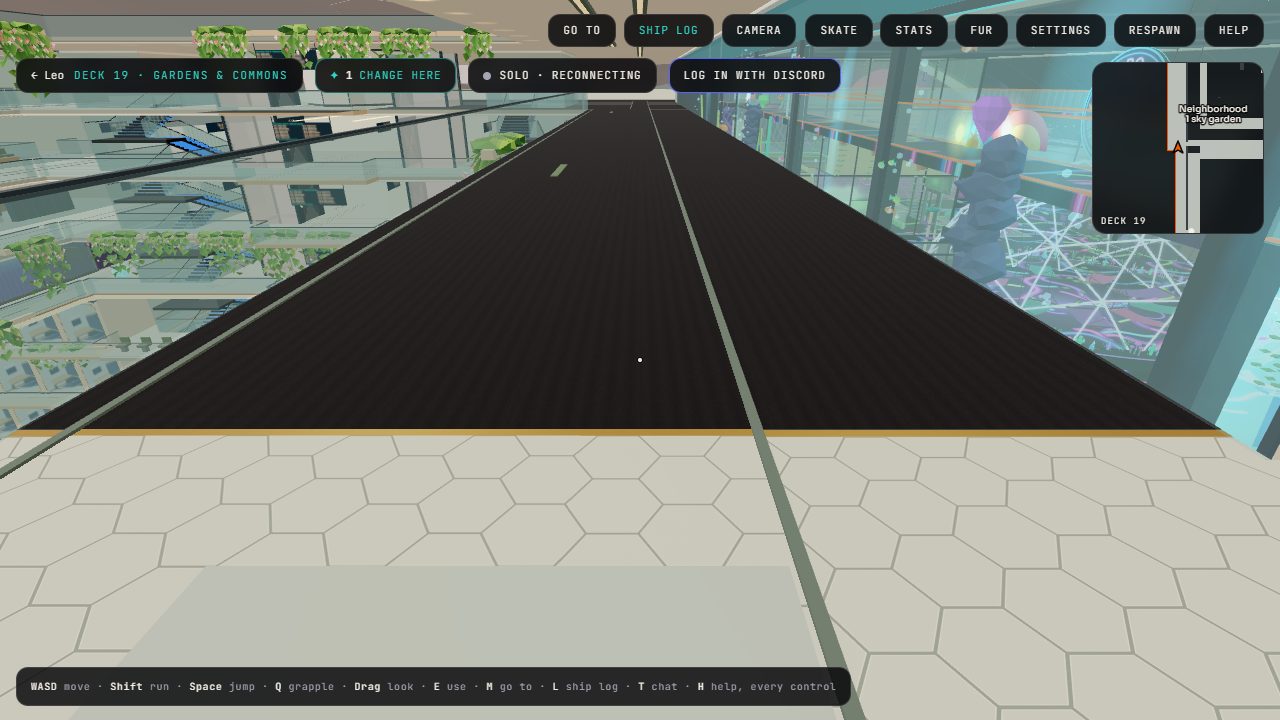 GO TO
SHIP LOG
CAMERA
SKATE
STATS
FUR
SETTINGS
RESPAWN
HELP
← Leo DECK 19 · GARDENS & COMMONS
✦ 1 CHANGE HERE
SOLO · RECONNECTING
LOG IN WITH DISCORD
Neighborhood
1 sky garden
DECK 19
WASD move · Shift run · Space jump · Q grapple · Drag look · E use · M go to · L ship log · T chat · H help, every control